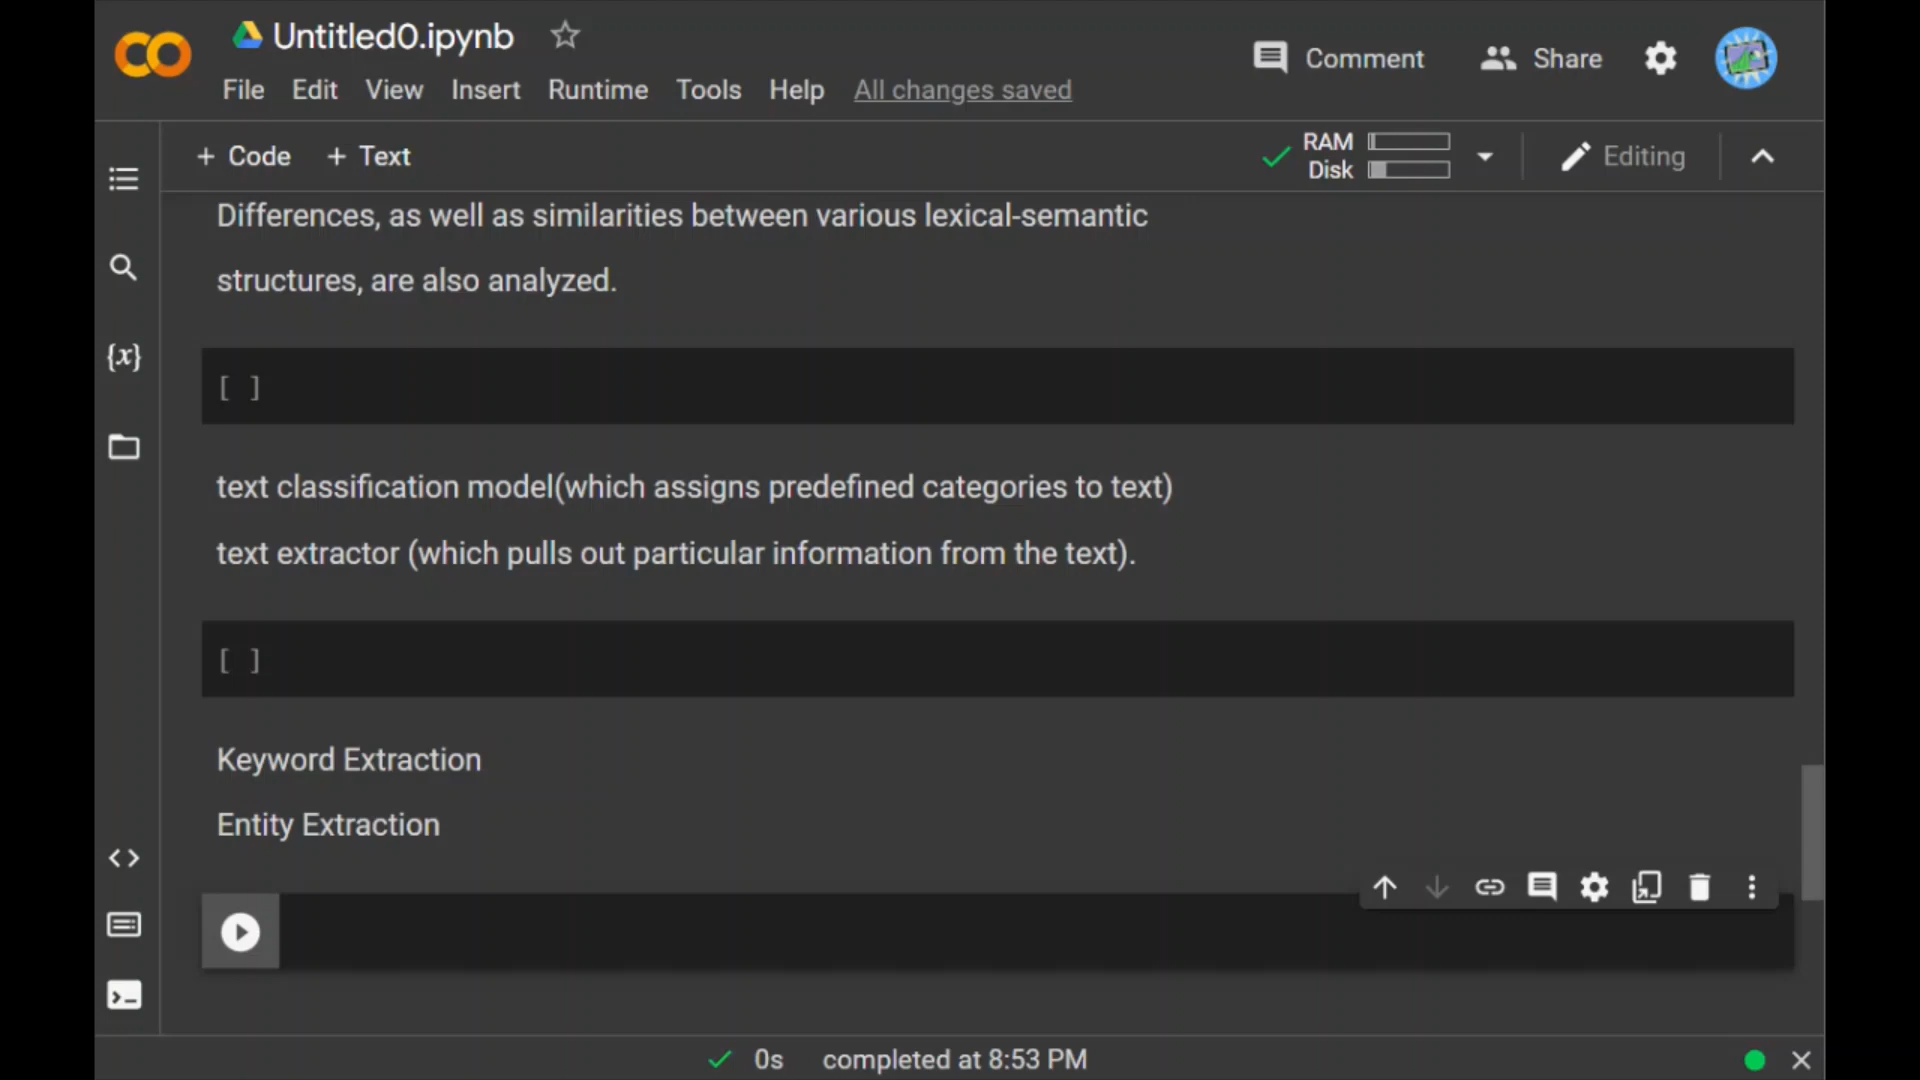 Untitled0.ipynb
Comment
Share
File Edit View Insert Runtime Tools Help All changes saved
+ Code + Text
RAM
Disk
Editing
Differences, as well as similarities between various lexical-semantic
structures, are also analyzed.
{x}
[ ]
text classification model(which assigns predefined categories to text)
text extractor (which pulls out particular information from the text).
[ ]
Keyword Extraction
Entity Extraction
0s completed at 8:53 PM